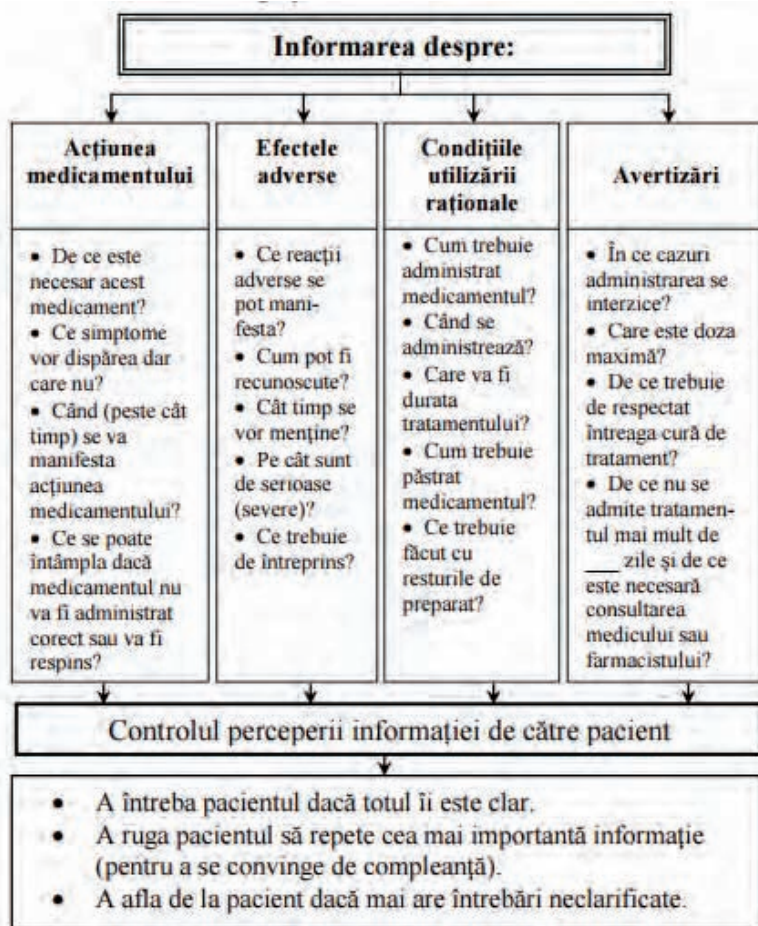 Informarea despre:
Acțiunea
medicamentului
• De ce este
necesar acest
medicament?
• Ce simptome
vor dispărea dar
care nu?
• Când (peste cât
timp) se va
manifesta
acțiunea
medicamentului?
• Ce se poate
întâmpla dacă
medicamentul nu
va fi administrat
corect sau va fi
respins?
Efectele
adverse
• Ce reacții
adverse se
pot mani-
festa?
• Cum pot fi
recunoscute?
• Cât timp se
vor menține?
• Pe cât sunt
de serioase
(severe)?
• Ce trebuie
de întreprins?
Condițiile
utilizării
raționale
• Cum trebuie
administrat
medicamentul?
• Când se
administrează?
• Care va fi
durata
tratamentului?
• Cum trebuie
păstrat
medicamentul?
• Ce trebuie
făcut cu
resturile de
preparat?
Avertizări
• În ce cazuri
administrarea se
interzice?
• Care este doza
maximă?
• De ce trebuie
de respectat
întreaga cură de
tratament?
• De ce nu se
admite tratamen-
tul mai mult de
___ zile și de ce
este necesară
consultarea
medicului sau
farmacistului?
Controlul perceperii informației de către pacient
• A întreba pacientul dacă totul îi este clar.
• A ruga pacientul să repete cea mai importantă informație
(pentru a se convinge de compleanță).
• A afla de la pacient dacă mai are întrebări neclarificate.